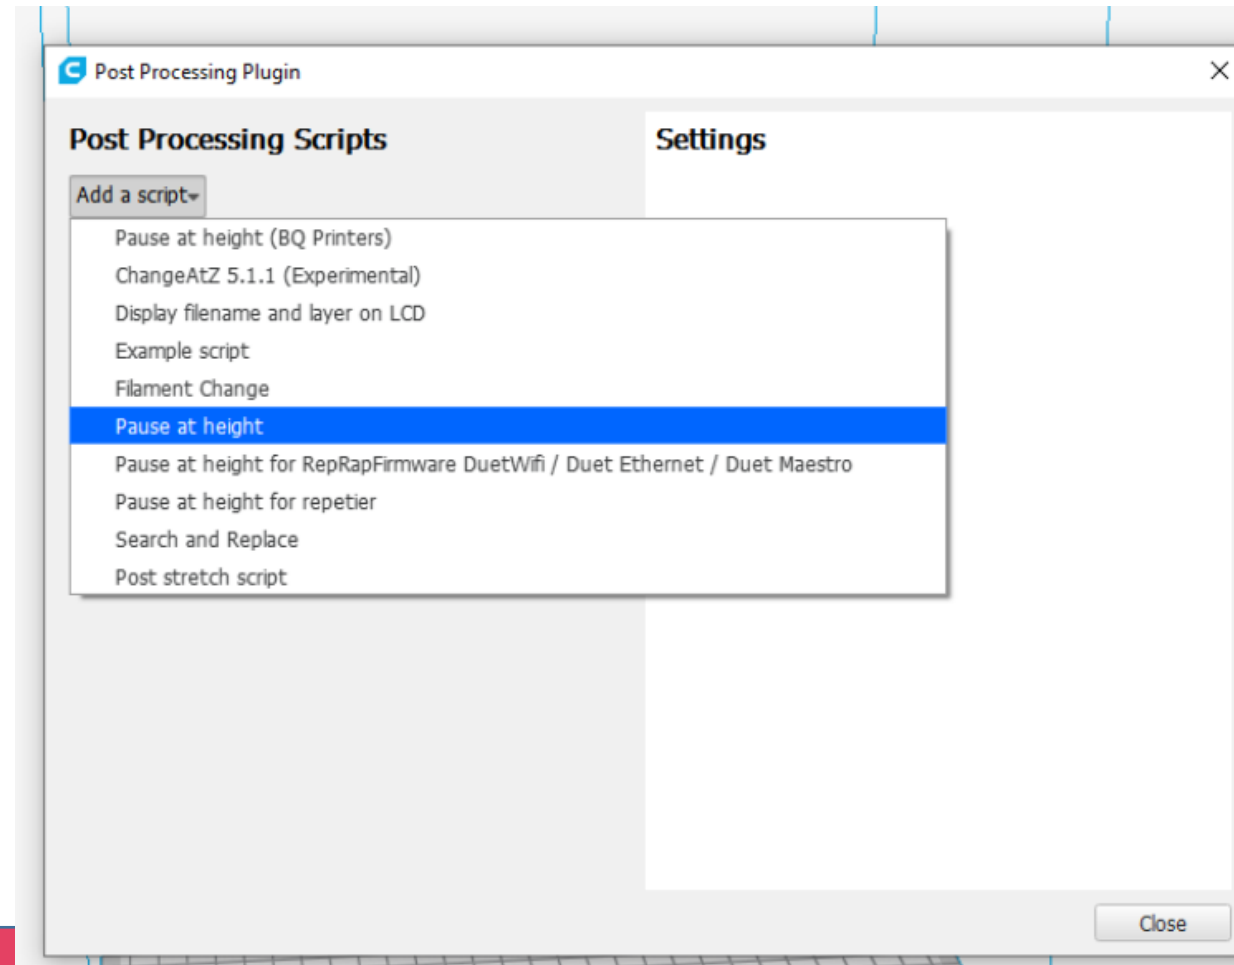 Post Processing Plugin
Post Processing Scripts
Settings
Add a script
Pause at height (BQ Printers)
ChangeAtZ 5.1.1 (Experimental)
Display filename and layer on LCD
Example script
Filament Change
Pause at height
Pause at height for RepRapFirmware DuetWifi / Duet Ethernet / Duet Maestro
Pause at height for repetier
Search and Replace
Post stretch script
Close